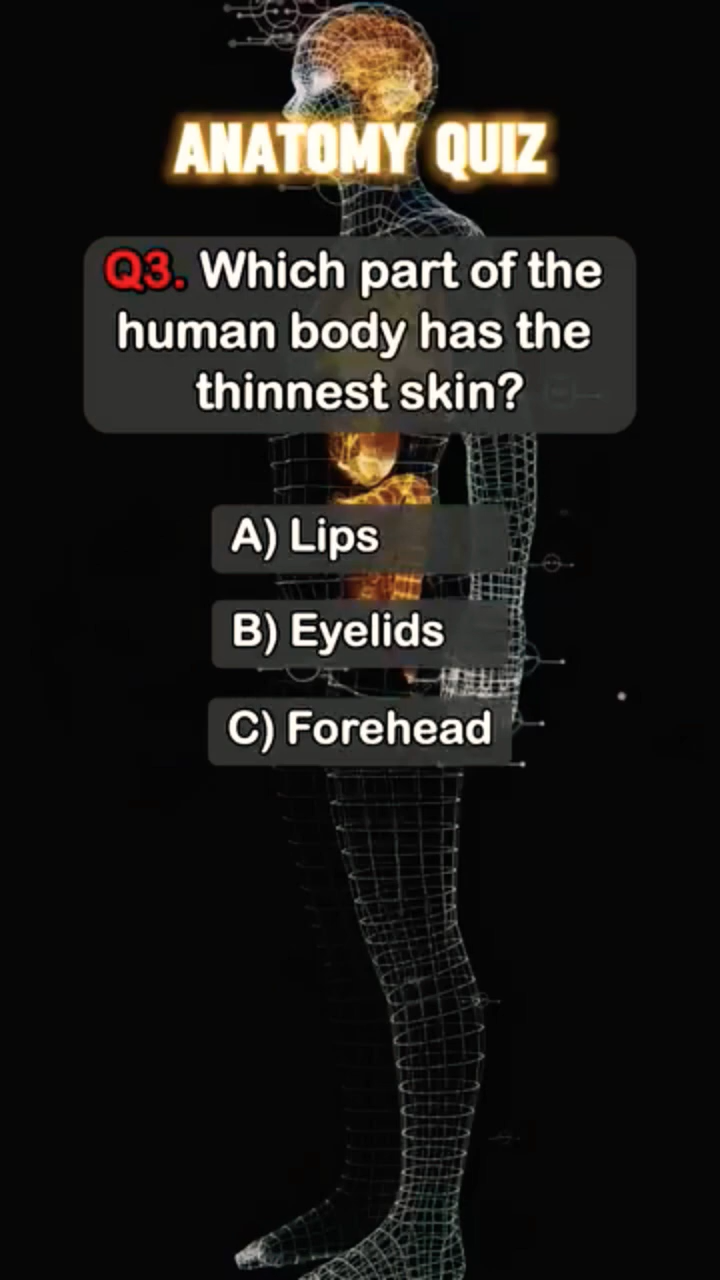 ANATOMY QUIZ
Q3. Which part of the
human body has the
thinnest skin?
A) Lips
B) Eyelids
C) Forehead